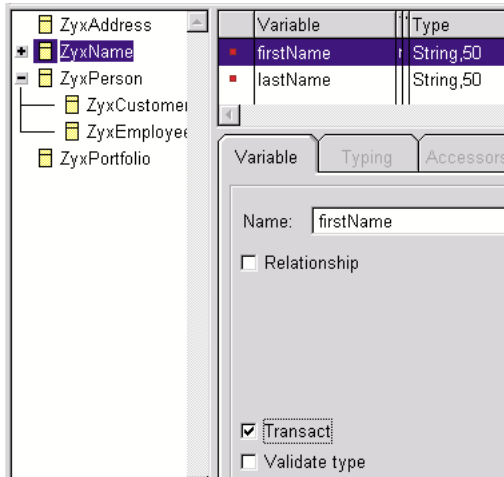 ZyxAddress
ZyxName
ZyxPerson
ZyxCustomer
ZyxEmployee
ZyxPortfolio
Variable Type
firstName String,50
lastName String,50
Variable Typing Accessors
Name: firstName
Relationship
Transact
Validate type